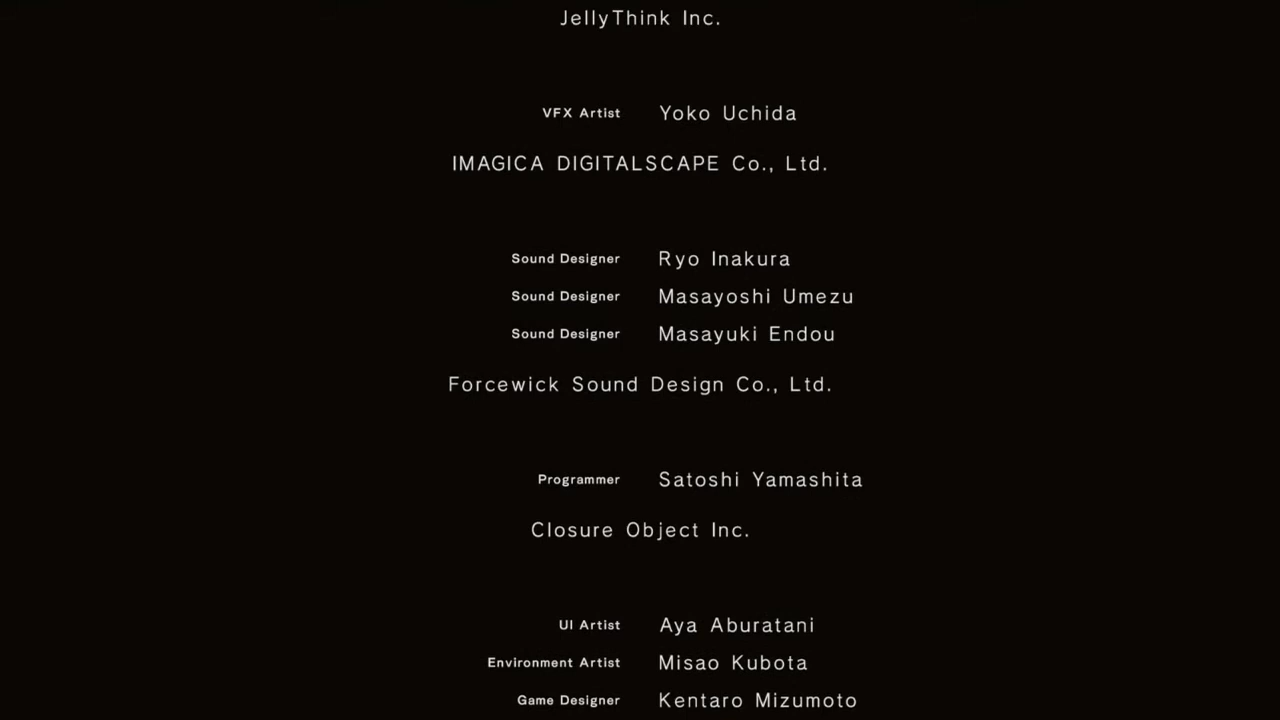 JellyThink Inc.
VFX Artist Yoko Uchida
IMAGICA DIGITALSCAPE Co., Ltd.
Sound Designer Ryo Inakura
Sound Designer Masayoshi Umezu
Sound Designer Masayuki Endou
Forcewick Sound Design Co., Ltd.
Programmer Satoshi Yamashita
Closure Object Inc.
UI Artist Aya Aburatani
Environment Artist Misao Kubota
Game Designer Kentaro Mizumoto